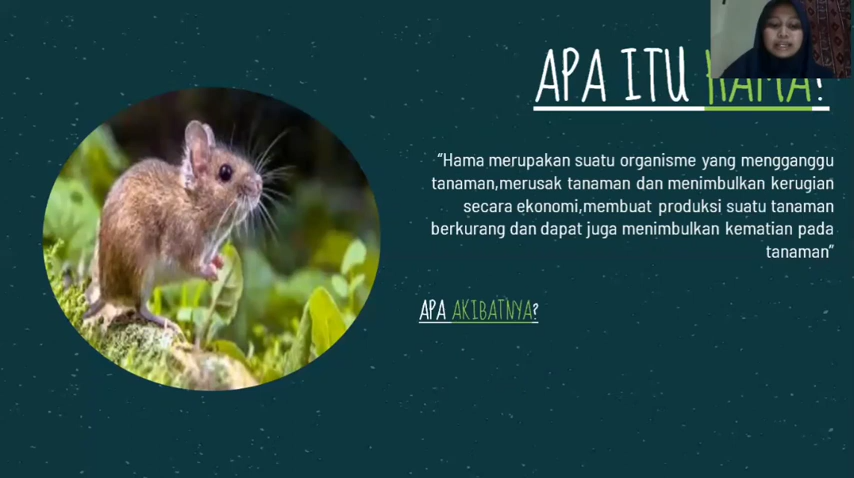 APA ITU HAMA?
“Hama merupakan suatu organisme yang mengganggu
tanaman,merusak tanaman dan menimbulkan kerugian
secara ekonomi,membuat produksi suatu tanaman
berkurang dan dapat juga menimbulkan kematian pada
tanaman”
APA AKIBATNYA?